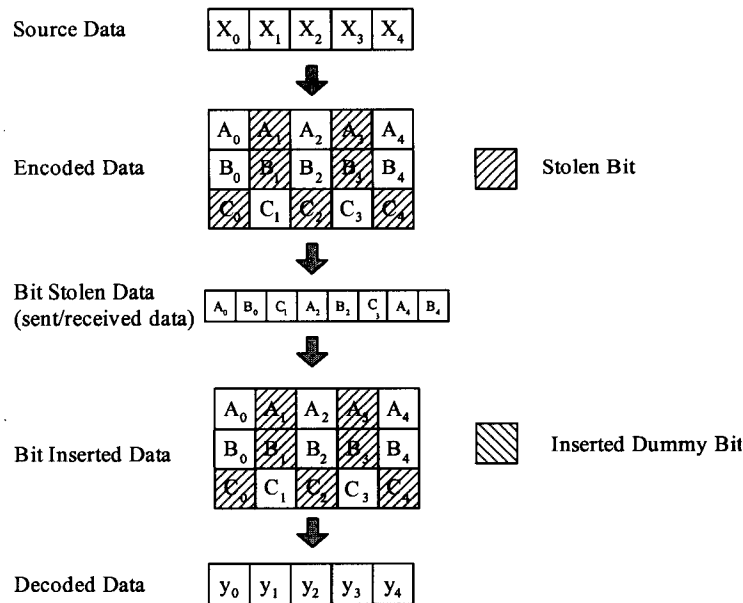 Source Data X₀ X₁ X₂ X₃ X₄
A₀ A₁ A₂ A₃ A₄
Encoded Data B₀ B₁ B₂ B₃ B₄ Stolen Bit
C₀ C₁ C₂ C₃ C₄
Bit Stolen Data
(sent/received data) A₀ B₀ C₁ A₂ B₂ C₃ A₄ B₄
A₀ A₁ A₂ A₃ A₄
Bit Inserted Data B₀ B₁ B₂ B₃ B₄ Inserted Dummy Bit
C₀ C₁ C₂ C₃ C₄
Decoded Data y₀ y₁ y₂ y₃ y₄